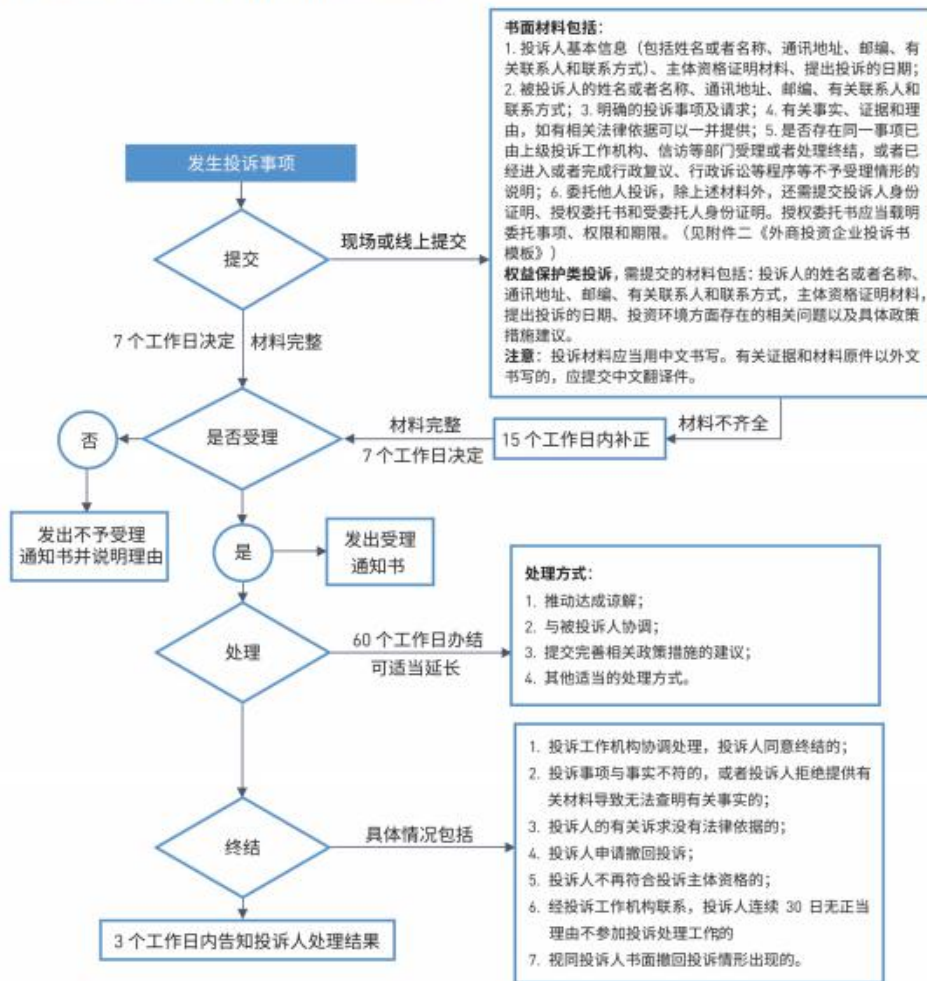 书面材料包括：
1. 投诉人基本信息（包括姓名或者名称、通讯地址、邮编、有
关联系人和联系方式）、主体资格证明材料、提出投诉的日期；
2. 被投诉人的姓名或者名称、通讯地址、邮编、有关联系人和
联系方式；3. 明确的投诉事项及请求；4. 有关事实、证据和理
由，如有相关法律依据可以一并提供；5. 是否存在同一事项已
由上级投诉工作机构、信访等部门受理或者处理终结，或者已
经进入或者完成行政复议、行政诉讼等程序等不予受理情形的
说明；6. 委托他人投诉，除上述材料外，还需提交投诉人身份
证明、授权委托书和受委托人身份证明。授权委托书应当载明
委托事项、权限和期限。（见附件二《外商投资企业投诉书
模板》）
权益保护类投诉，需提交的材料包括：投诉人的姓名或者名称、
通讯地址、邮编、有关联系人和联系方式，主体资格证明材料，
提出投诉的日期、投资环境方面存在的相关问题以及具体政策
措施建议。
注意：投诉材料应当用中文书写。有关证据和材料原件以外文
书写的，应提交中文翻译件。
发生投诉事项
提交
现场或线上提交
7 个工作日决定
材料完整
材料不齐全
15 个工作日内补正
材料完整
7 个工作日决定
是否受理
否
发出不予受理
通知书并说明理由
是
发出受理
通知书
处理
60 个工作日办结
可适当延长
处理方式：
1. 推动达成谅解；
2. 与被投诉人协调；
3. 提交完善相关政策措施的建议；
4. 其他适当的处理方式。
终结
具体情况包括
1. 投诉工作机构协调处理，投诉人同意终结的；
2. 投诉事项与事实不符的，或者投诉人拒绝提供有
关材料导致无法查明有关事实的；
3. 投诉人的有关诉求没有法律依据的；
4. 投诉人申请撤回投诉；
5. 投诉人不再符合投诉主体资格的；
6. 经投诉工作机构联系，投诉人连续 30 日无正当
理由不参加投诉处理工作的
7. 视同投诉人书面撤回投诉情形出现的。
3 个工作日内告知投诉人处理结果